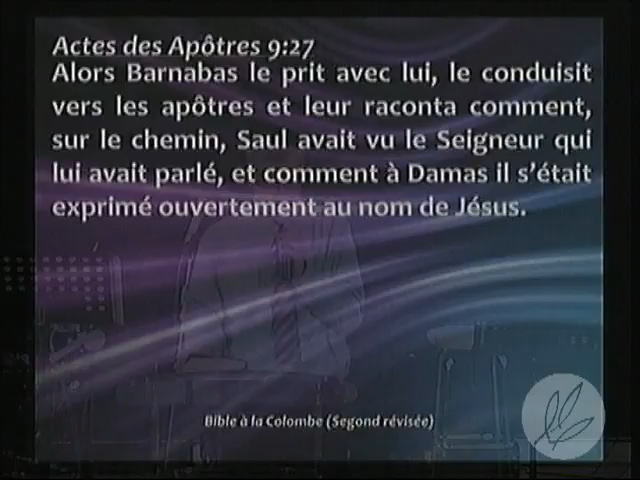 Actes des Apôtres 9:27
Alors Barnabas le prit avec lui, le conduisit
vers les apôtres et leur raconta comment,
sur le chemin, Saul avait vu le Seigneur qui
lui avait parlé, et comment à Damas il s'était
exprimé ouvertement au nom de Jésus.
Bible à la Colombe (Segond révisée)